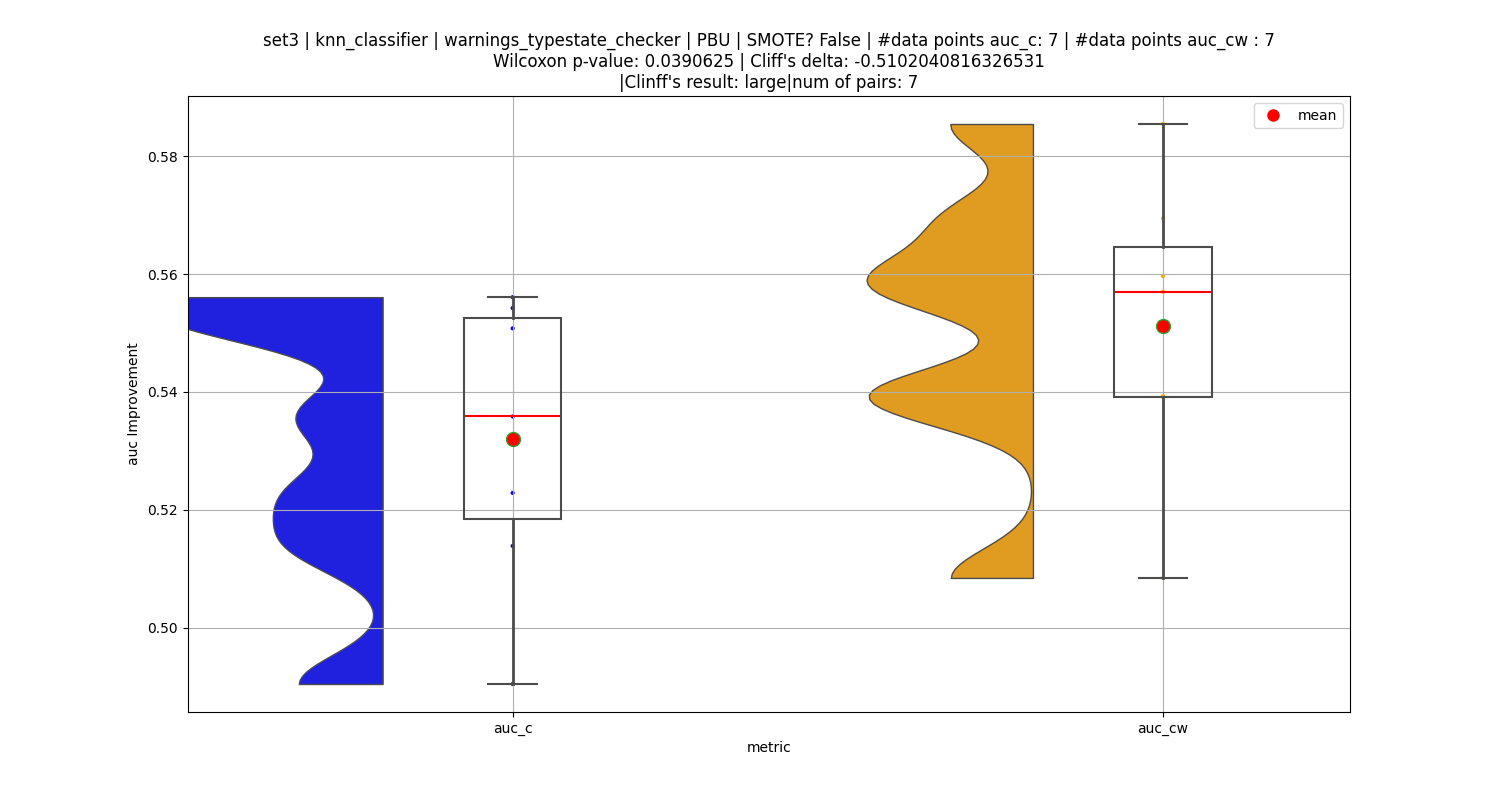 set3 | knn_classifier | warnings_typestate_checker | PBU | SMOTE? False | #data points auc_c: 7 | #data points auc_cw : 7
Wilcoxon p-value: 0.0390625 | Cliff's delta: -0.5102040816326531
|Clinff's result: large|num of pairs: 7
mean
0.58
0.56
0.54
0.52
0.50
auc Improvement
auc_c
auc_cw
metric